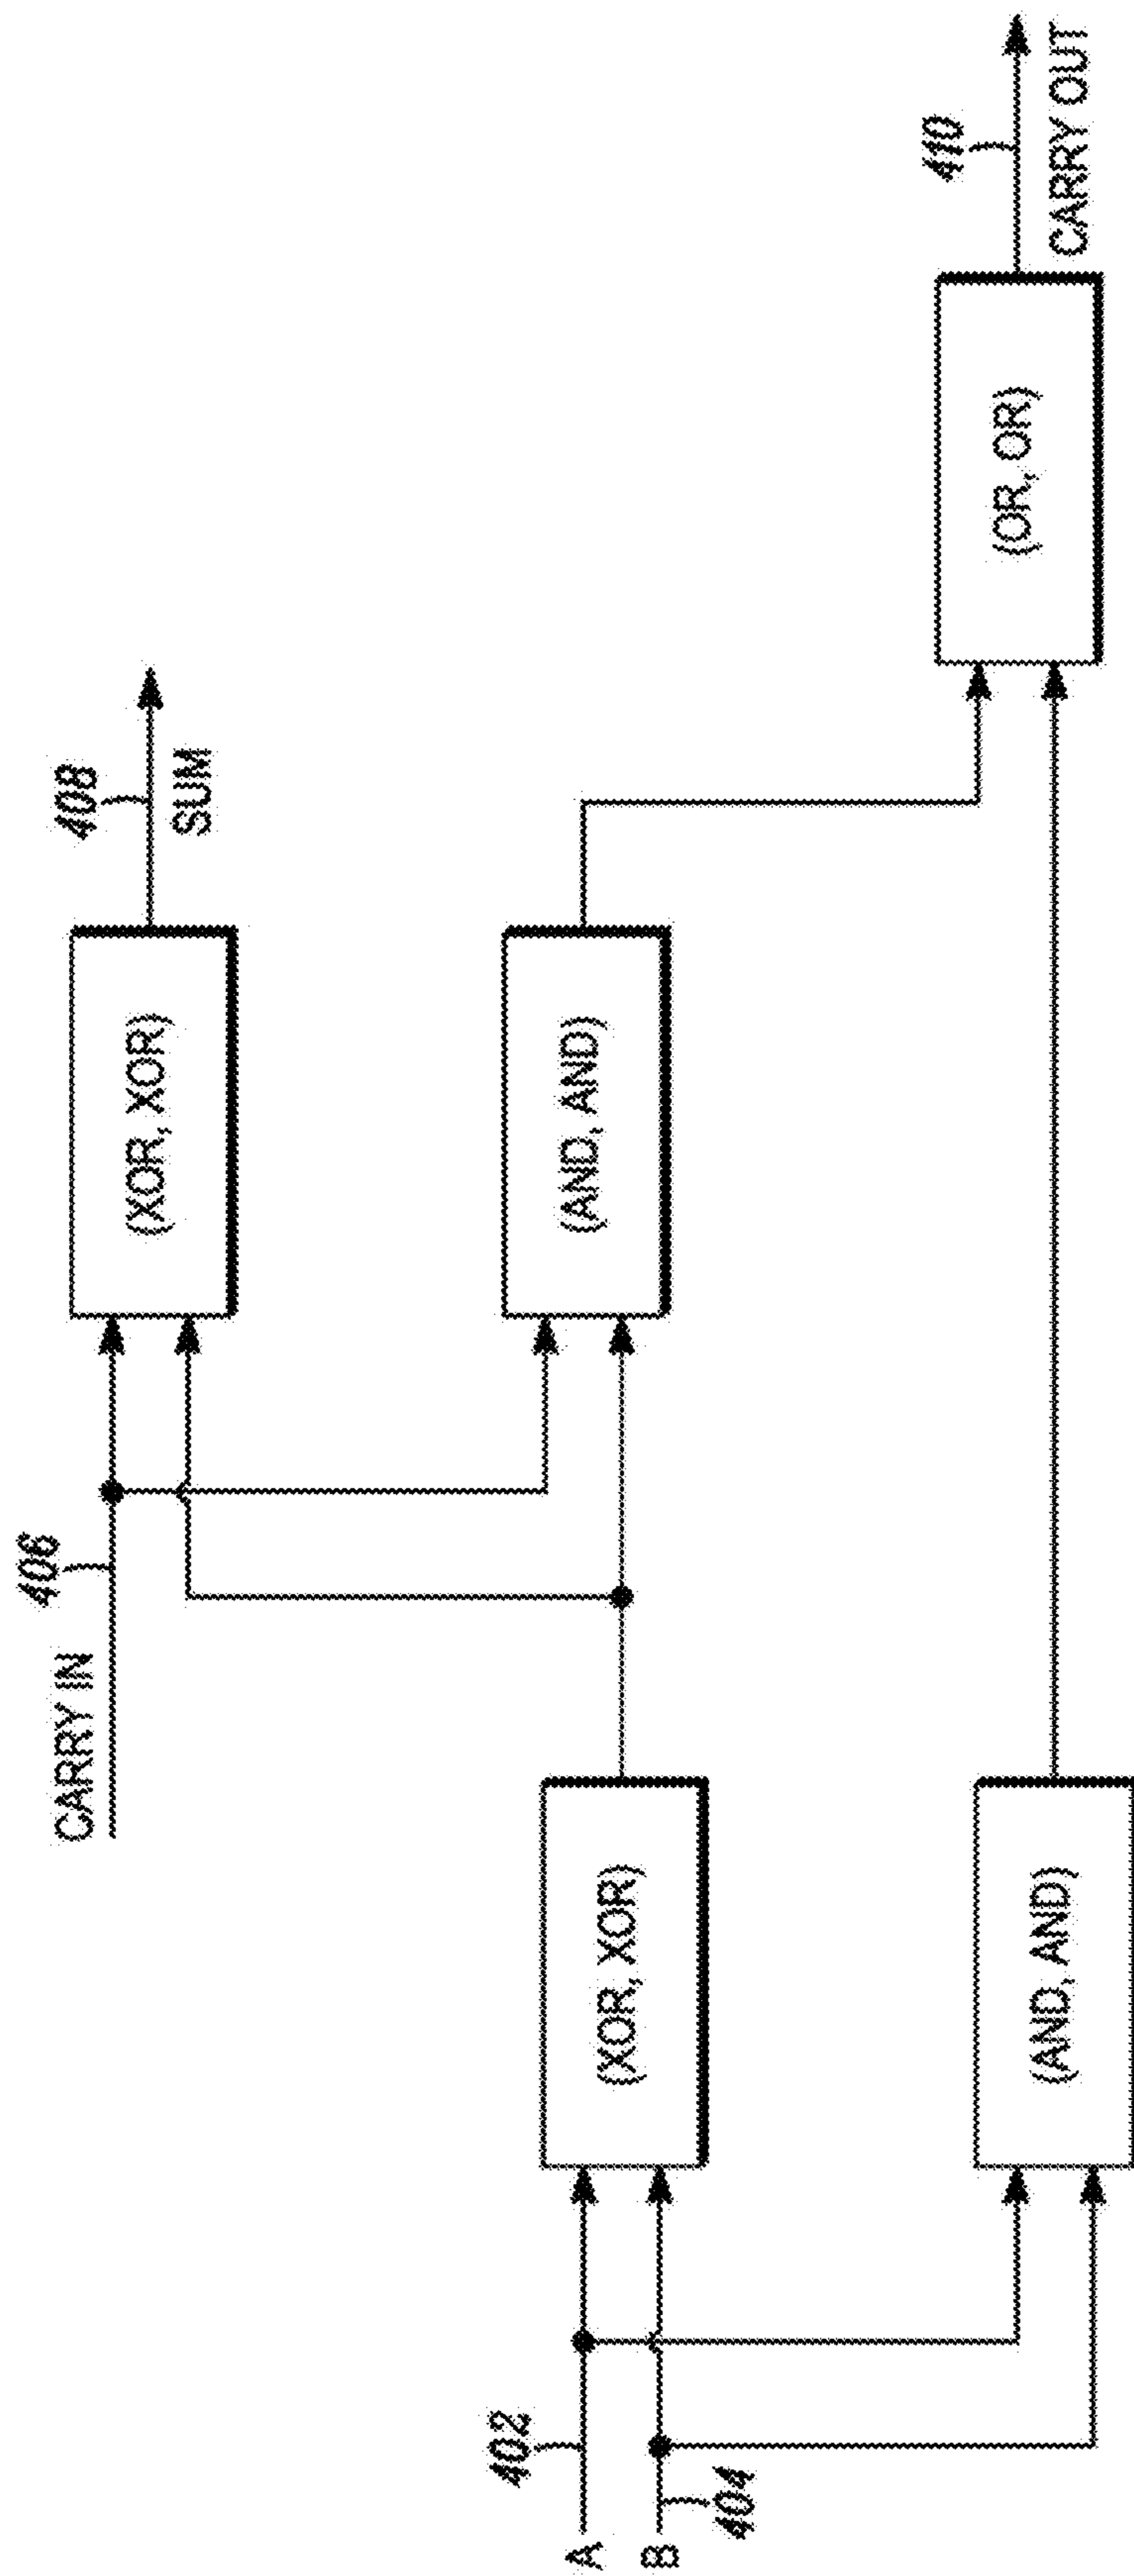 406
CARRY IN
(XOR, XOR)
408
SUM
402
A
B
404
(XOR, XOR)
(AND, AND)
(AND, AND)
(OR, OR)
410
CARRY OUT